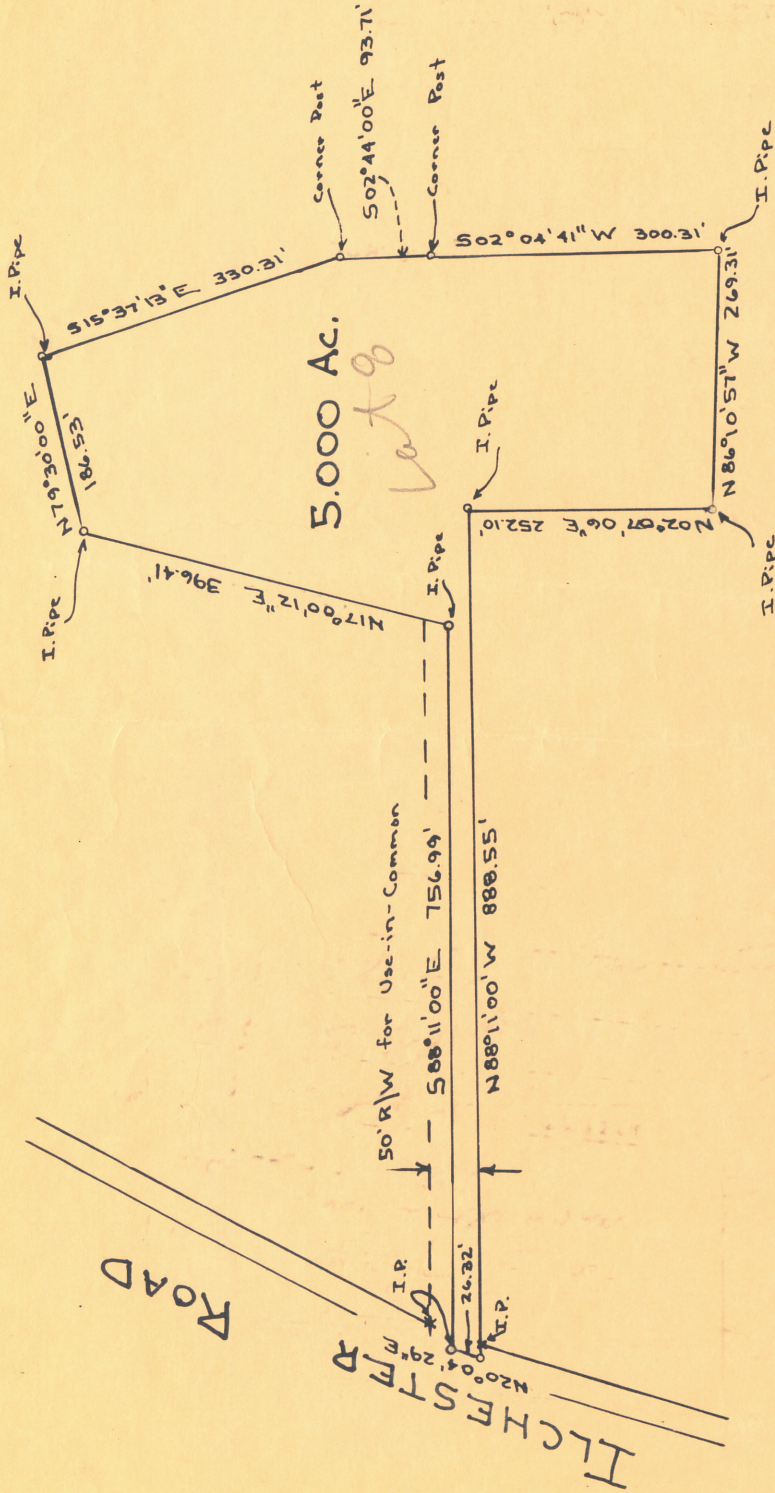 I. Pipe
I. Pipe
N79°30'00"E
186.53'
S15°37'13"E 330.31'
Corner Post
S02°44'00"E 93.71'
Corner Post
S02°04'41"W 300.31'
I. Pipe
N86°10'57"W 269.31'
I. Pipe
N02°07'06"E 252.10'
I. Pipe
5.000 Ac.
Lot 8
N17°00'12"E 396.41'
I. Pipe
50' R/W for Use-in-Common
S88°11'00"E 756.99'
N88°11'00"W 888.55'
I.P.
26.32'
I.P.
N20°04'29"E
ILCHESTER ROAD